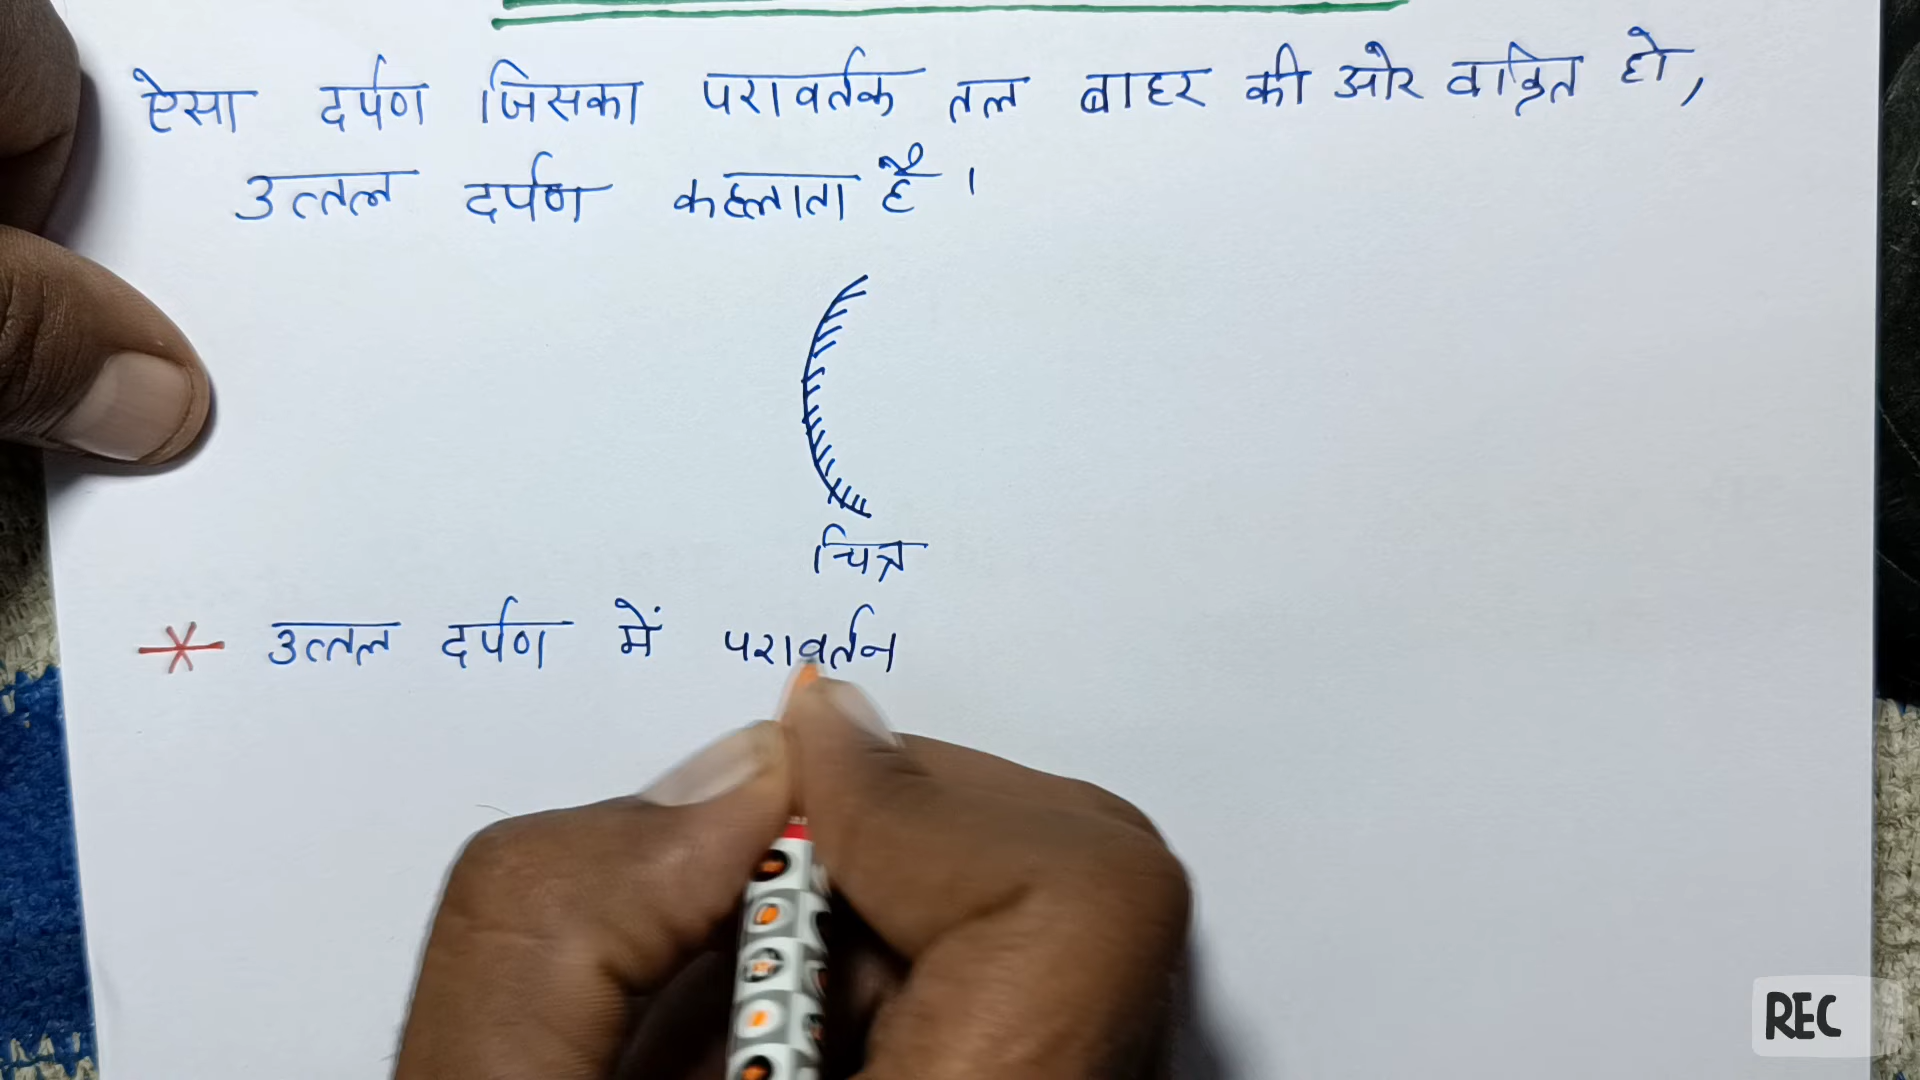 ऐसा दर्पण जिसका परावर्तक तल बाहर की ओर वक्रित हो,
उत्तल दर्पण कहलाता है ।
चित्र
* उत्तल दर्पण में परावर्तन
REC